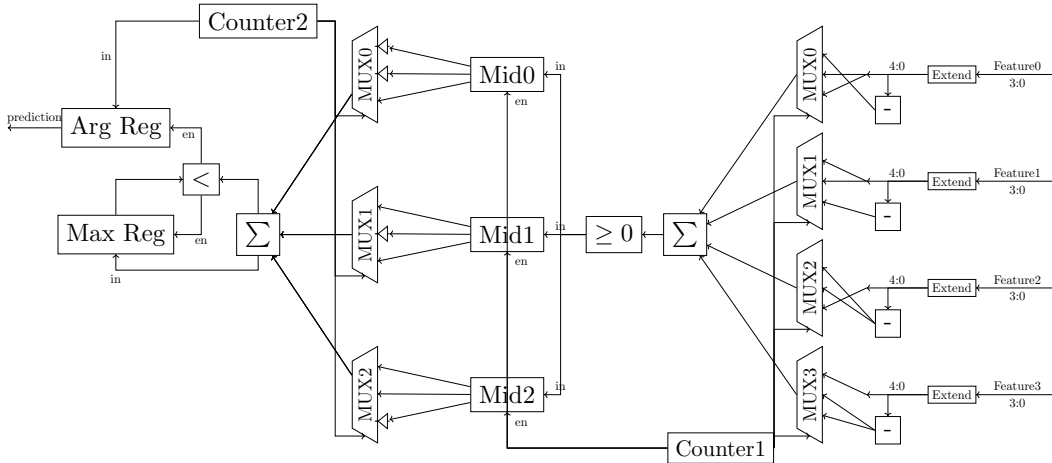 Counter2
MUX0
Mid0
in
en
MUX0
4:0
Extend
Feature0
3:0
-
in
prediction
Arg Reg
en
<
MUX1
4:0
Extend
Feature1
3:0
-
Max Reg
en
in
Σ
MUX1
Mid1
in
en
≥ 0
Σ
MUX2
4:0
Extend
Feature2
3:0
-
MUX2
Mid2
in
en
MUX3
4:0
Extend
Feature3
3:0
-
Counter1